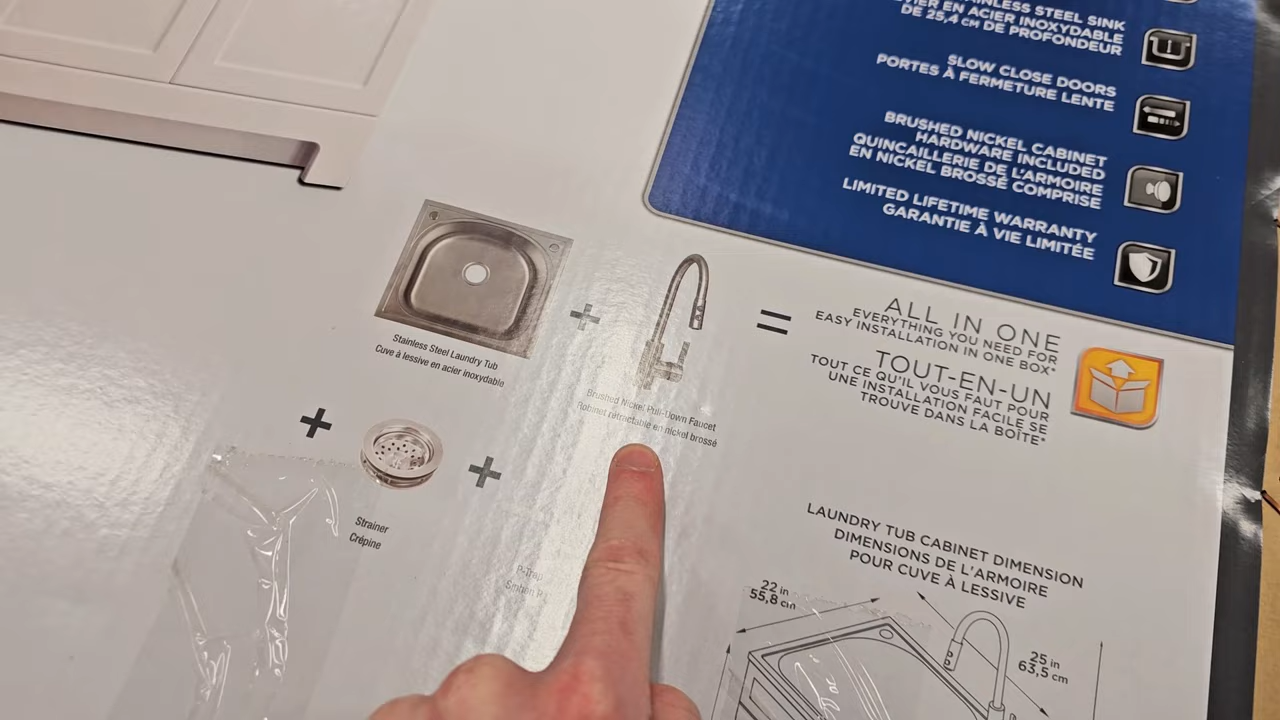 STAINLESS STEEL SINK
ÉVIER EN ACIER INOXYDABLE
DE 25,4 CM DE PROFONDEUR
SLOW CLOSE DOORS
PORTES À FERMETURE LENTE
BRUSHED NICKEL CABINET
HARDWARE INCLUDED
QUINCAILLERIE DE L'ARMOIRE
EN NICKEL BROSSÉ COMPRISE
LIMITED LIFETIME WARRANTY
GARANTIE À VIE LIMITÉE
Stainless Steel Laundry Tub
Cuve à lessive en acier inoxydable
+
Brushed Nickel Pull-Down Faucet
Robinet rétractable en nickel brossé
=
ALL IN ONE
EVERYTHING YOU NEED FOR
EASY INSTALLATION IN ONE BOX*
TOUT-EN-UN
TOUT CE QU'IL VOUS FAUT POUR
UNE INSTALLATION FACILE SE
TROUVE DANS LA BOÎTE*
+
Strainer
Crépine
+
P-Trap
LAUNDRY TUB CABINET DIMENSION
DIMENSIONS DE L'ARMOIRE
POUR CUVE À LESSIVE
22 in
55,8 cm
25 in
63,5 cm